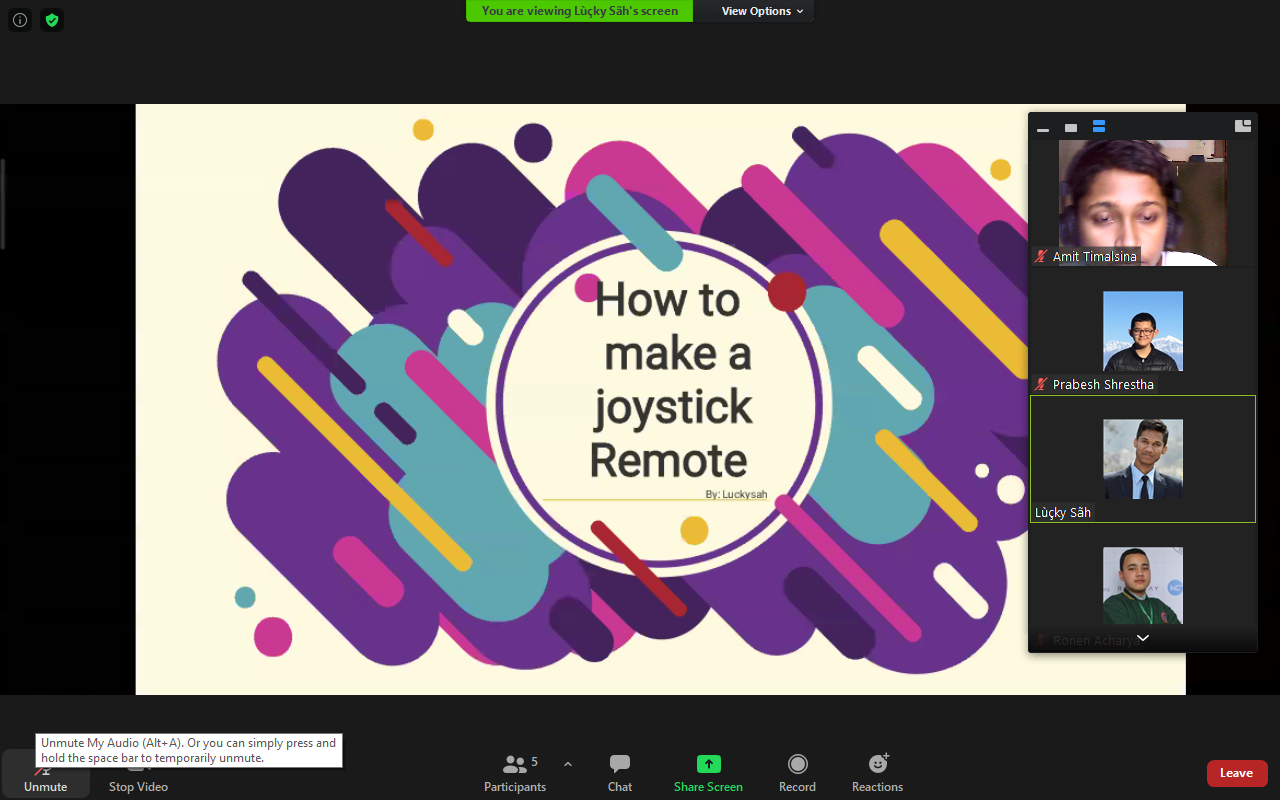 You are viewing Lùçky Sãh's screen
View Options
How to
make a
joystick
Remote
By: Luckysah
Amit Timalsina
Prabesh Shrestha
Lùçky Sãh
Ronen Acharya
Unmute My Audio (Alt+A). Or you can simply press and
hold the space bar to temporarily unmute.
Unmute
Stop Video
Participants
5
Chat
Share Screen
Record
Reactions
Leave